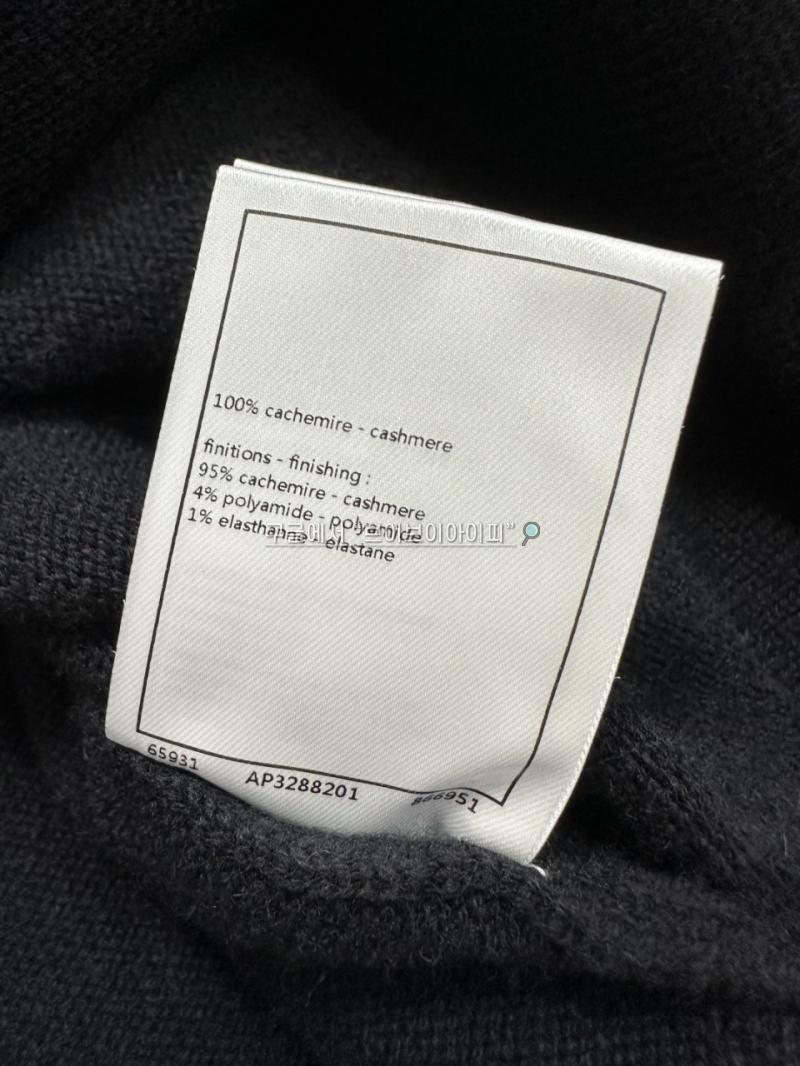 100% cachemire - cashmere
finitions - finishing :
95% cachemire - cashmere
4% polyamide - polyamide
1% elasthanne - elastane
65931
AP3288201
866951